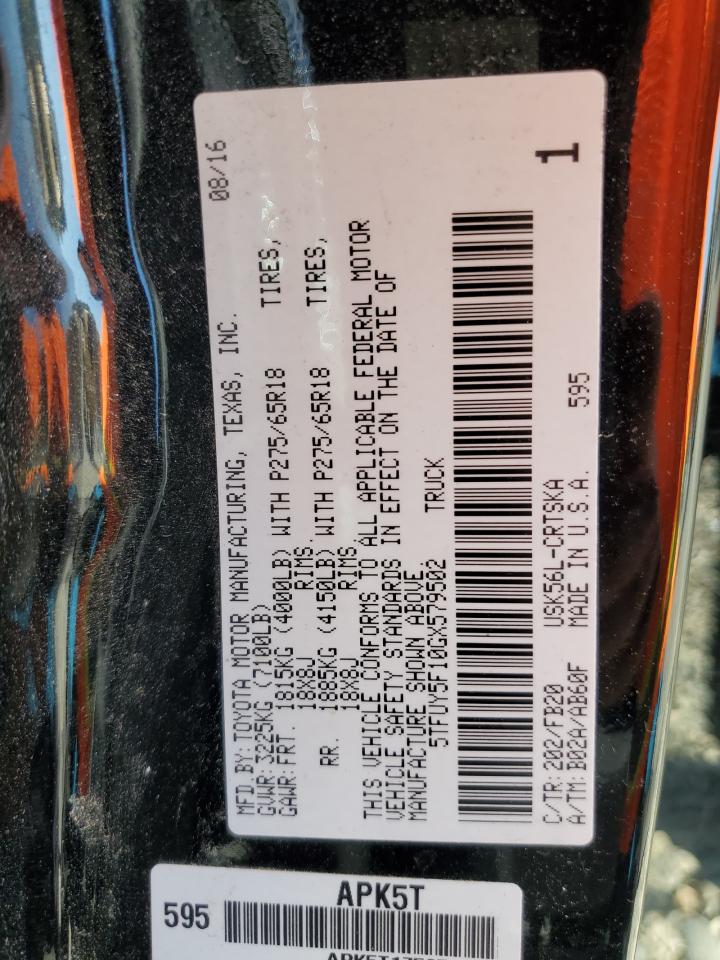 MFD.BY:TOYOTA MOTOR MANUFACTURING, TEXAS, INC. 08/16
GVWR:3225KG(7100LB)
GAWR:FRT. 1815KG (4000LB) WITH P275/65R18 TIRES,
18X8J RIMS,
RR. 1885KG (4150LB) WITH P275/65R18 TIRES,
18X8J RIMS
THIS VEHICLE CONFORMS TO ALL APPLICABLE FEDERAL MOTOR
VEHICLE SAFETY STANDARDS IN EFFECT ON THE DATE OF
MANUFACTURE SHOWN ABOVE
5TFUY5F10GX579502 TRUCK
1
C/TR:202/FB20 USK56L-CRTSKA
A/TM:B02A/AB60F MADE IN U.S.A. 595
APK5T
595